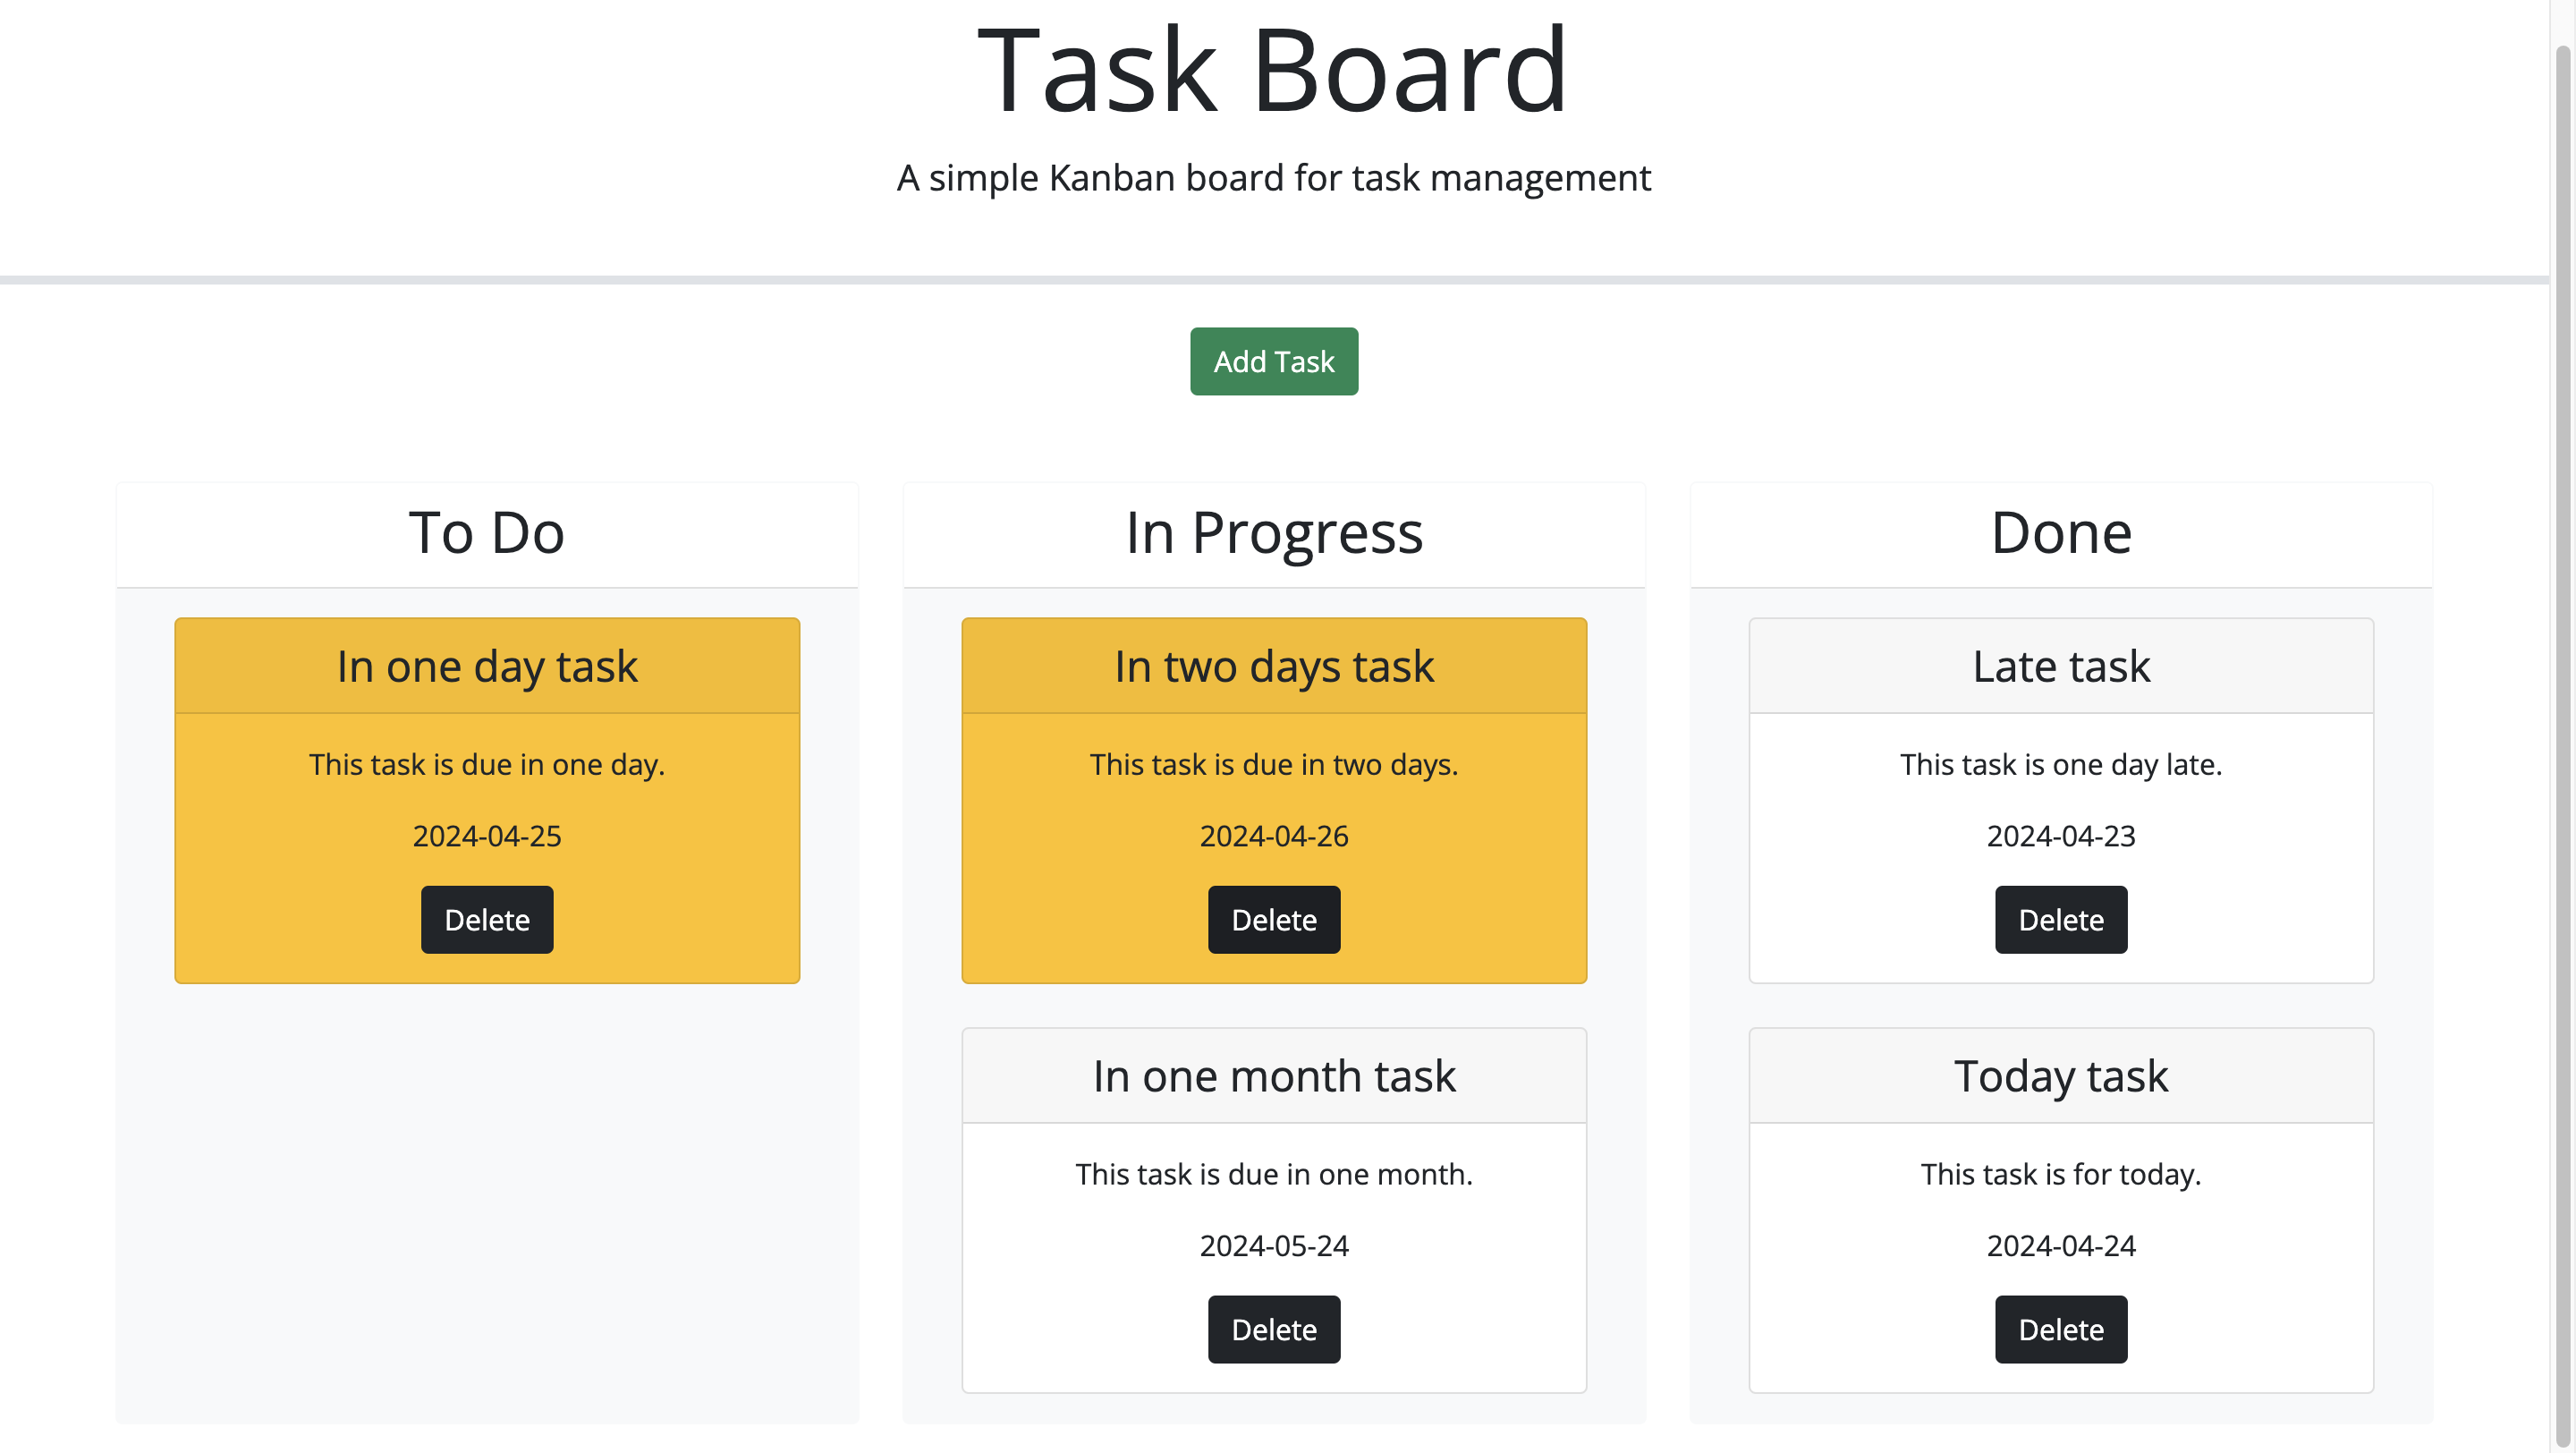 Task Board
A simple Kanban board for task management
Add Task
To Do
In one day task
This task is due in one day.
2024-04-25
Delete
In Progress
In two days task
This task is due in two days.
2024-04-26
Delete
In one month task
This task is due in one month.
2024-05-24
Delete
Done
Late task
This task is one day late.
2024-04-23
Delete
Today task
This task is for today.
2024-04-24
Delete